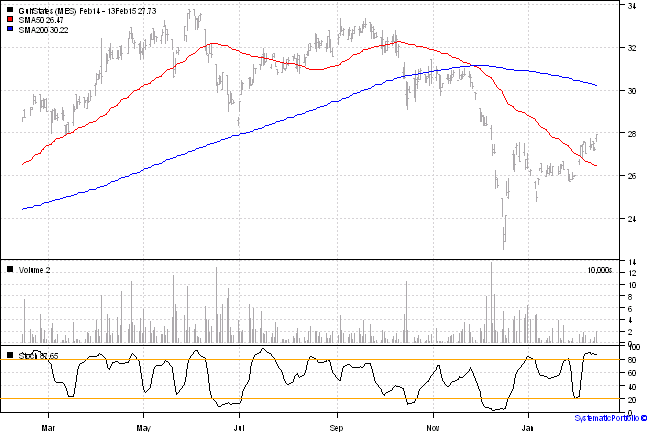 GulfStates (MES) Feb14 - 13Feb15 27.73
SMA50 26.47
SMA200 30.22
34
32
30
28
26
24
Volume 2
10,000s
14
12
10
8
6
4
2
0
100
80
60
40
20
0
Mar May Jul Sep Nov Jan
SystematicPortfolio ©